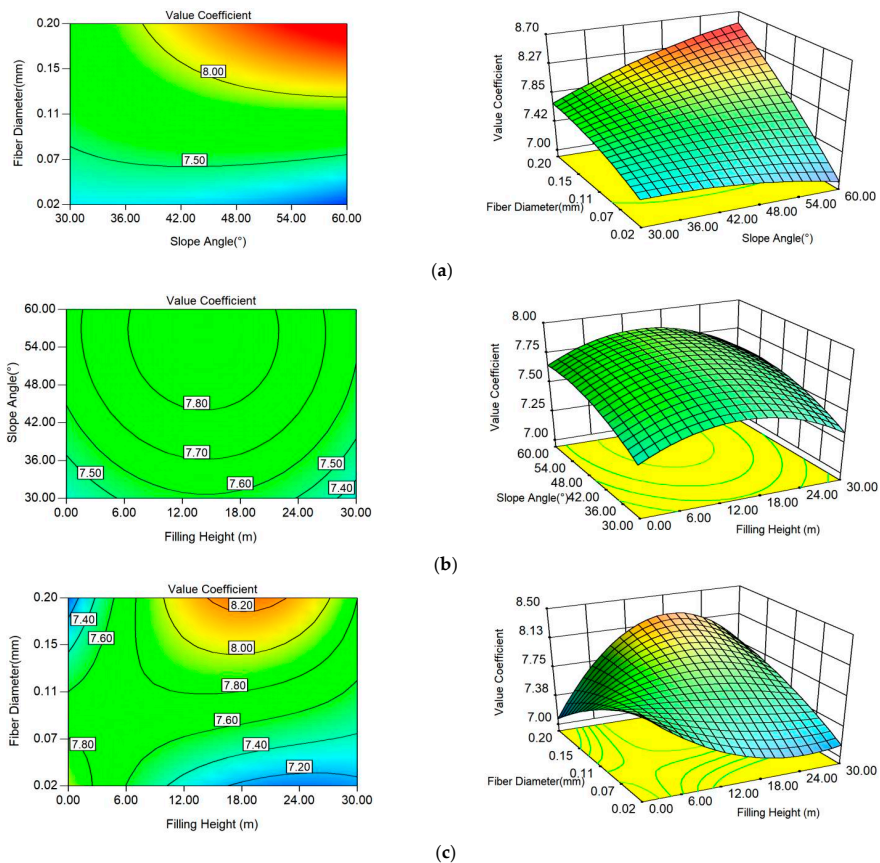 Value Coefficient
0.20
0.15
0.11
0.07
0.02
Fiber Diameter(mm)
8.00
7.50
30.00 36.00 42.00 48.00 54.00 60.00
Slope Angle(°)
8.70
8.27
7.85
7.42
7.00
Value Coefficient
0.20
0.15
0.11
0.07
0.02
Fiber Diameter(mm)
30.00 36.00 42.00 48.00 54.00 60.00
Slope Angle(°)
(a)
Value Coefficient
60.00
54.00
48.00
42.00
36.00
30.00
Slope Angle(°)
7.80
7.70
7.50
7.60
7.50
7.40
0.00 6.00 12.00 18.00 24.00 30.00
Filling Height (m)
8.00
7.75
7.50
7.25
7.00
Value Coefficient
60.00
54.00
48.00
42.00
36.00
30.00
Slope Angle(°)
0.00 6.00 12.00 18.00 24.00 30.00
Filling Height (m)
(b)
Value Coefficient
0.20
0.15
0.11
0.07
0.02
Fiber Diameter(mm)
7.40
7.60
8.20
8.00
7.80
7.60
7.80
7.40
7.20
0.00 6.00 12.00 18.00 24.00 30.00
Filling Height (m)
8.50
8.13
7.75
7.38
7.00
Value Coefficient
0.20
0.15
0.11
0.07
0.02
Fiber Diameter(mm)
0.00 6.00 12.00 18.00 24.00 30.00
Filling Height (m)
(c)